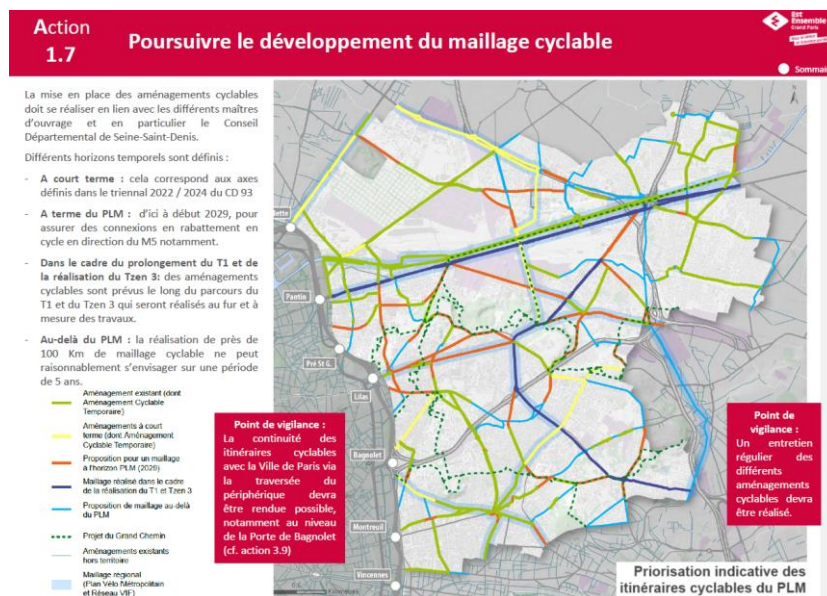 Action
1.7
Poursuivre le développement du maillage cyclable
Est
Ensemble
Grand Paris
Sommai
La mise en place des aménagements cyclables
doit se réaliser en lien avec les différents maîtres
d'ouvrage et en particulier le Conseil
Départemental de Seine-Saint-Denis.
Différents horizons temporels sont définis :
- A court terme : cela correspond aux axes
définis dans le triennal 2022 / 2024 du CD 93
- A terme du PLM : d'ici à début 2029, pour
assurer des connexions en rabattement en
cycle en direction du M5 notamment.
- Dans le cadre du prolongement du T1 et de
la réalisation du Tzen 3: des aménagements
cyclables sont prévus le long du parcours du
T1 et du Tzen 3 qui seront réalisés au fur et à
mesure des travaux.
- Au-delà du PLM : la réalisation de près de
100 Km de maillage cyclable ne peut
raisonnablement s'envisager sur une période
de 5 ans.
Aménagement existant (dont
Aménagement Cyclable
Temporaire)
Aménagements à court
terme (dont Aménagement
Cyclable Temporaire)
Proposition pour un maillage
à l'horizon PLM (2029)
Maillage réalisé dans le cadre
de la réalisation du T1 et Tzen 3
Proposition de maillage au-delà
du PLM
Projet du Grand Chemin
Aménagements existants
hors territoire
Maillage régional
(Plan Vélo Métropolitain
et Réseau VIF)
Point de vigilance :
La continuité des
itinéraires cyclables
avec la Ville de Paris via
la traversée du
périphérique devra
être rendue possible,
notamment au niveau
de la Porte de Bagnolet
(cf. action 3.9)
lette
Pantin
Pré St G.
Lilas
Bagnolet
Montreuil
Vincennes
Point de
vigilance :
Un entretien
régulier des
différents
aménagements
cyclables devra
être réalisé.
Priorisation indicative des
itinéraires cyclables du PLM